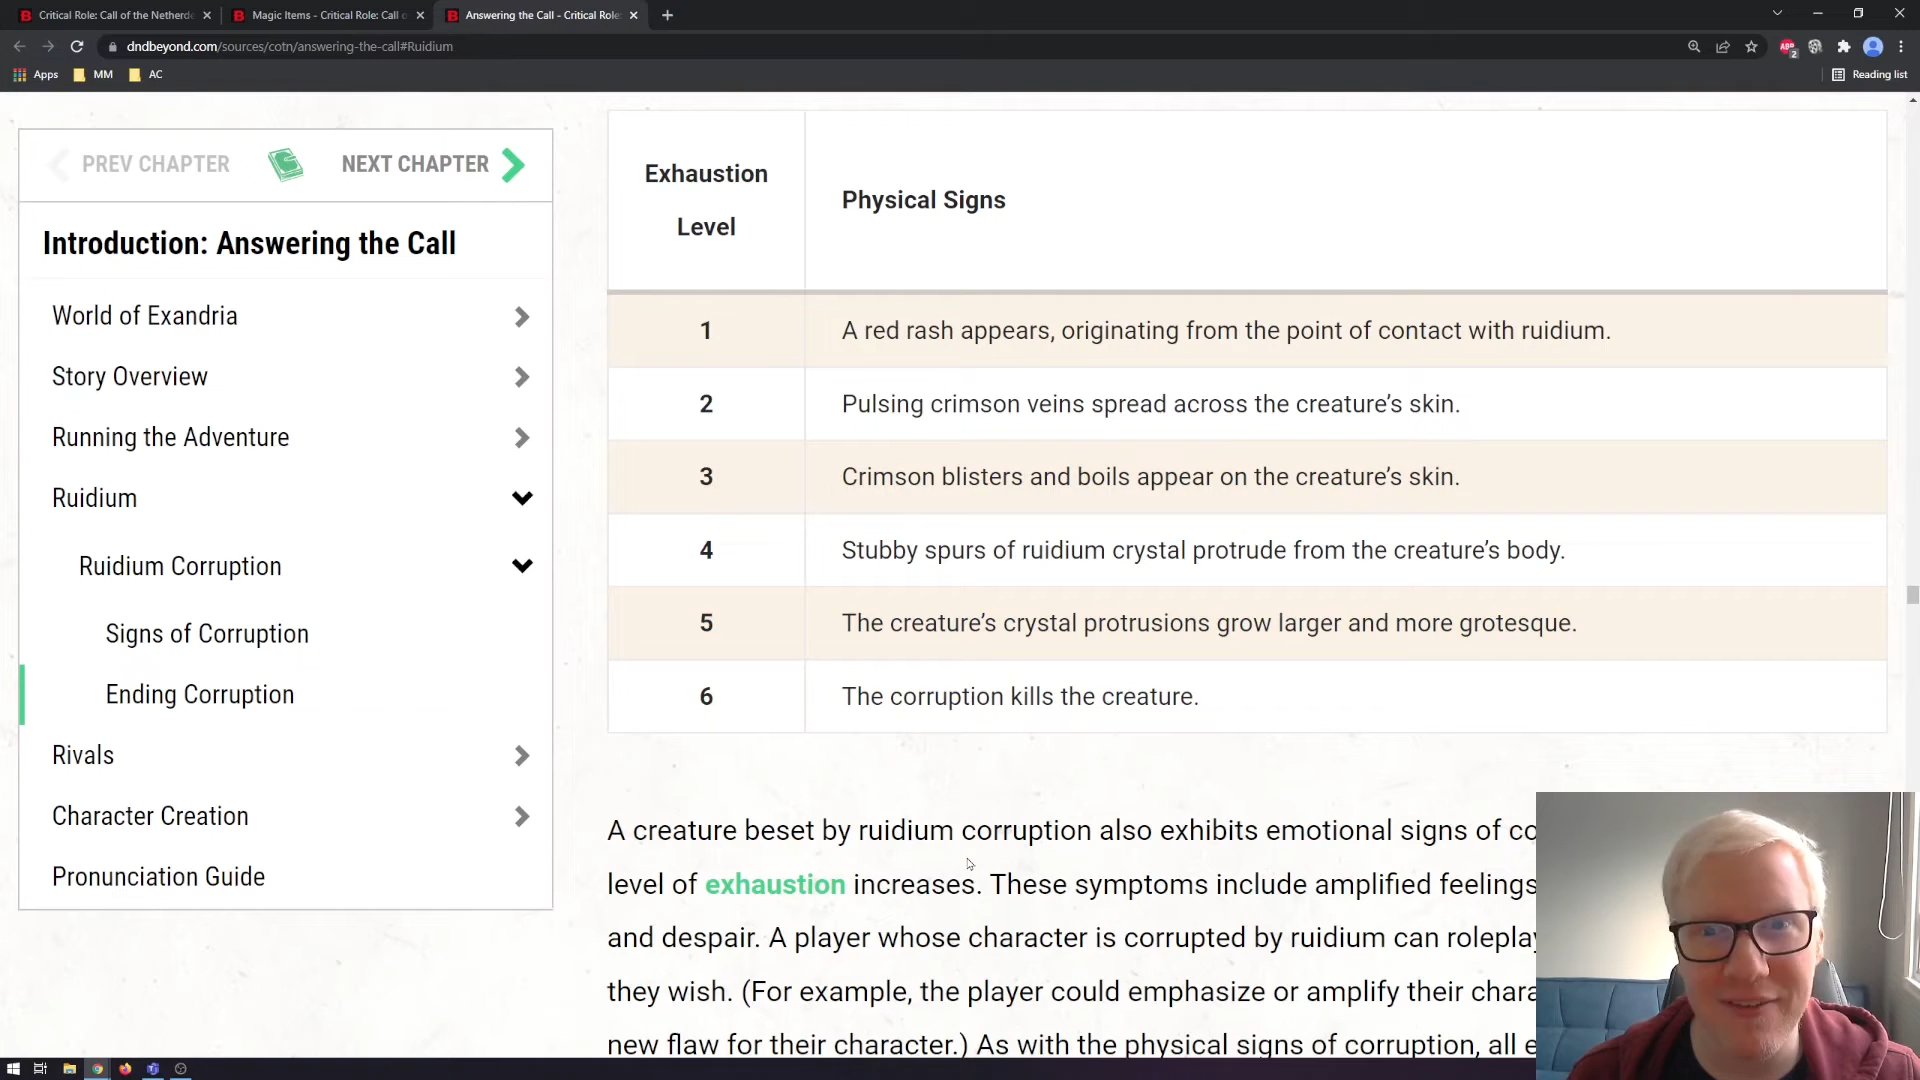 Critical Role: Call of the Netherde
Magic Items - Critical Role: Call o
Answering the Call - Critical Role:
dndbeyond.com/sources/cotn/answering-the-call#Ruidium
ABP
2
Apps
MM
AC
Reading list
PREV CHAPTER
NEXT CHAPTER
Introduction: Answering the Call
World of Exandria
Story Overview
Running the Adventure
Ruidium
Ruidium Corruption
Signs of Corruption
Ending Corruption
Rivals
Character Creation
Pronunciation Guide
Exhaustion
Level
Physical Signs
1 A red rash appears, originating from the point of contact with ruidium.
2 Pulsing crimson veins spread across the creature’s skin.
3 Crimson blisters and boils appear on the creature’s skin.
4 Stubby spurs of ruidium crystal protrude from the creature’s body.
5 The creature’s crystal protrusions grow larger and more grotesque.
6 The corruption kills the creature.
A creature beset by ruidium corruption also exhibits emotional signs of co
level of exhaustion increases. These symptoms include amplified feelings
and despair. A player whose character is corrupted by ruidium can roleplay
they wish. (For example, the player could emphasize or amplify their chara
new flaw for their character.) As with the physical signs of corruption, all e